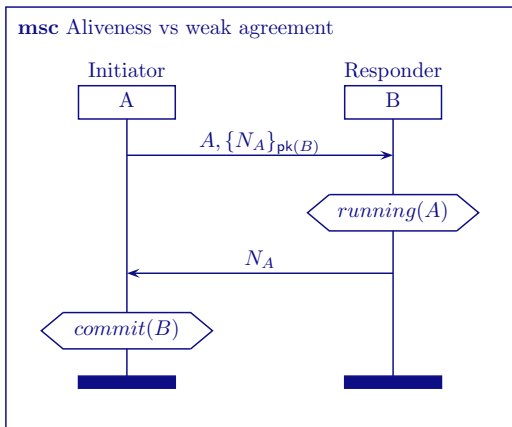 msc Aliveness vs weak agreement
Initiator Responder
A B
A, {N_A}_{pk(B)}
running(A)
N_A
commit(B)